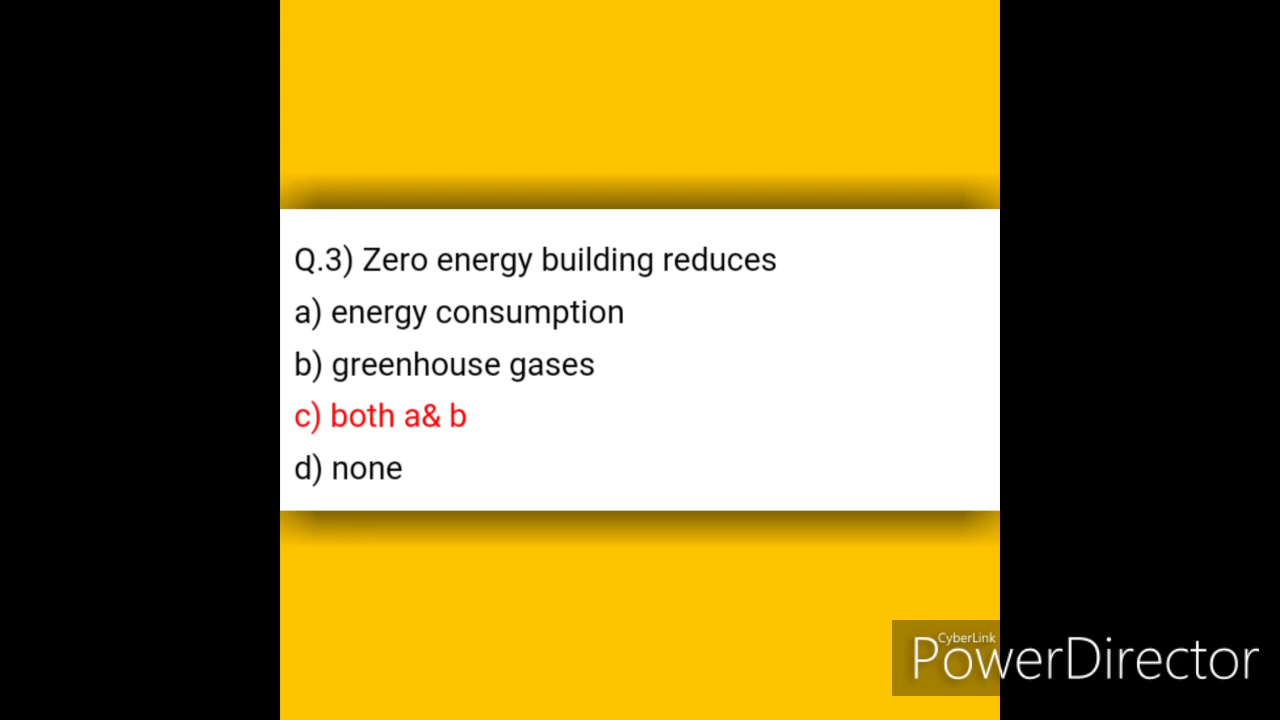 Q.3) Zero energy building reduces
a) energy consumption
b) greenhouse gases
c) both a& b
d) none
CyberLink
PowerDirector